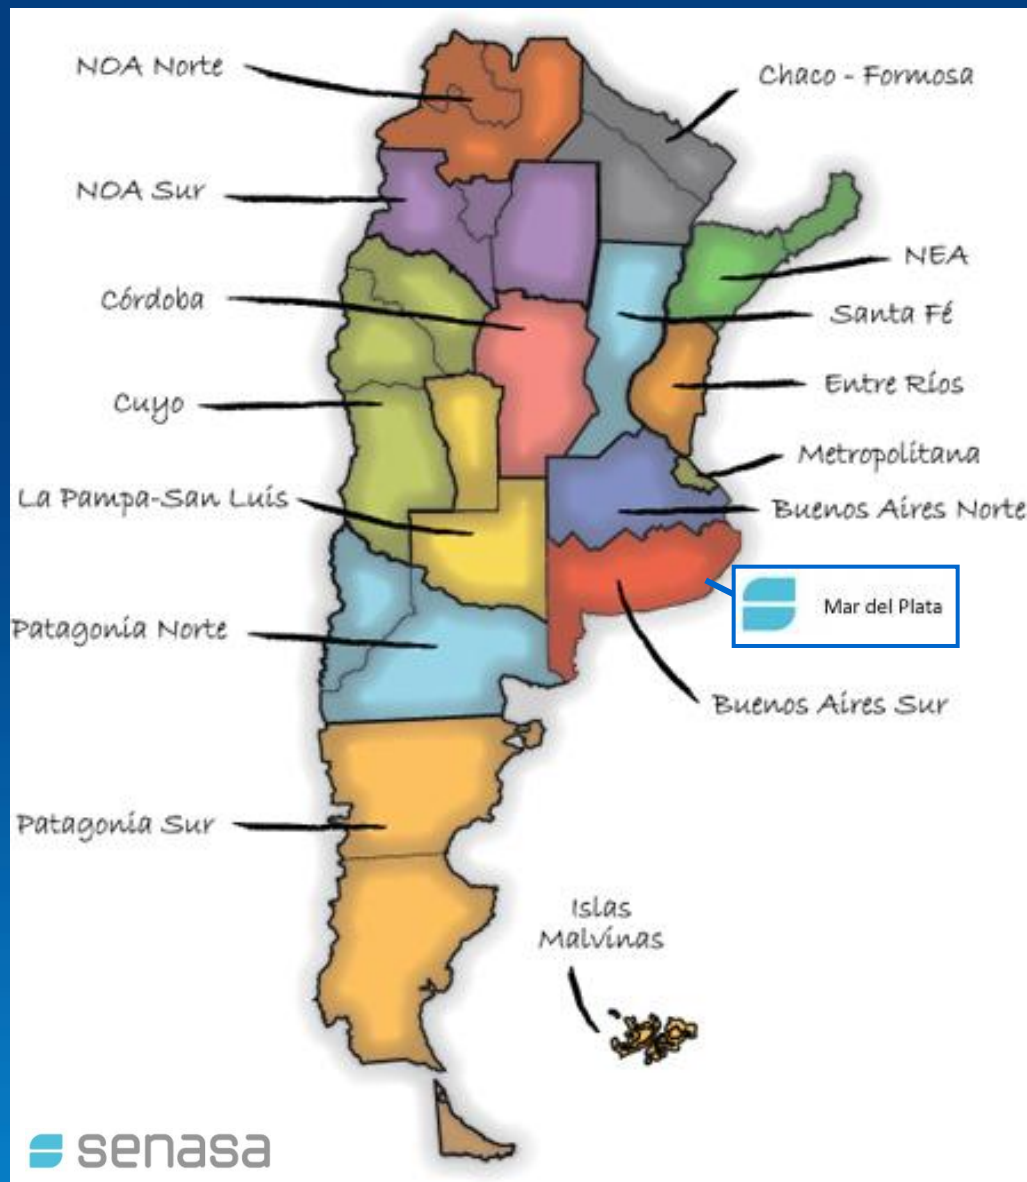 NOA Norte
Chaco - Formosa
NOA Sur
NEA
Córdoba
Santa Fé
Entre Ríos
Cuyo
Metropolitana
La Pampa-San Luis
Buenos Aires Norte
Mar del Plata
Patagonia Norte
Buenos Aires Sur
Patagonia Sur
Islas
Malvinas
senasa